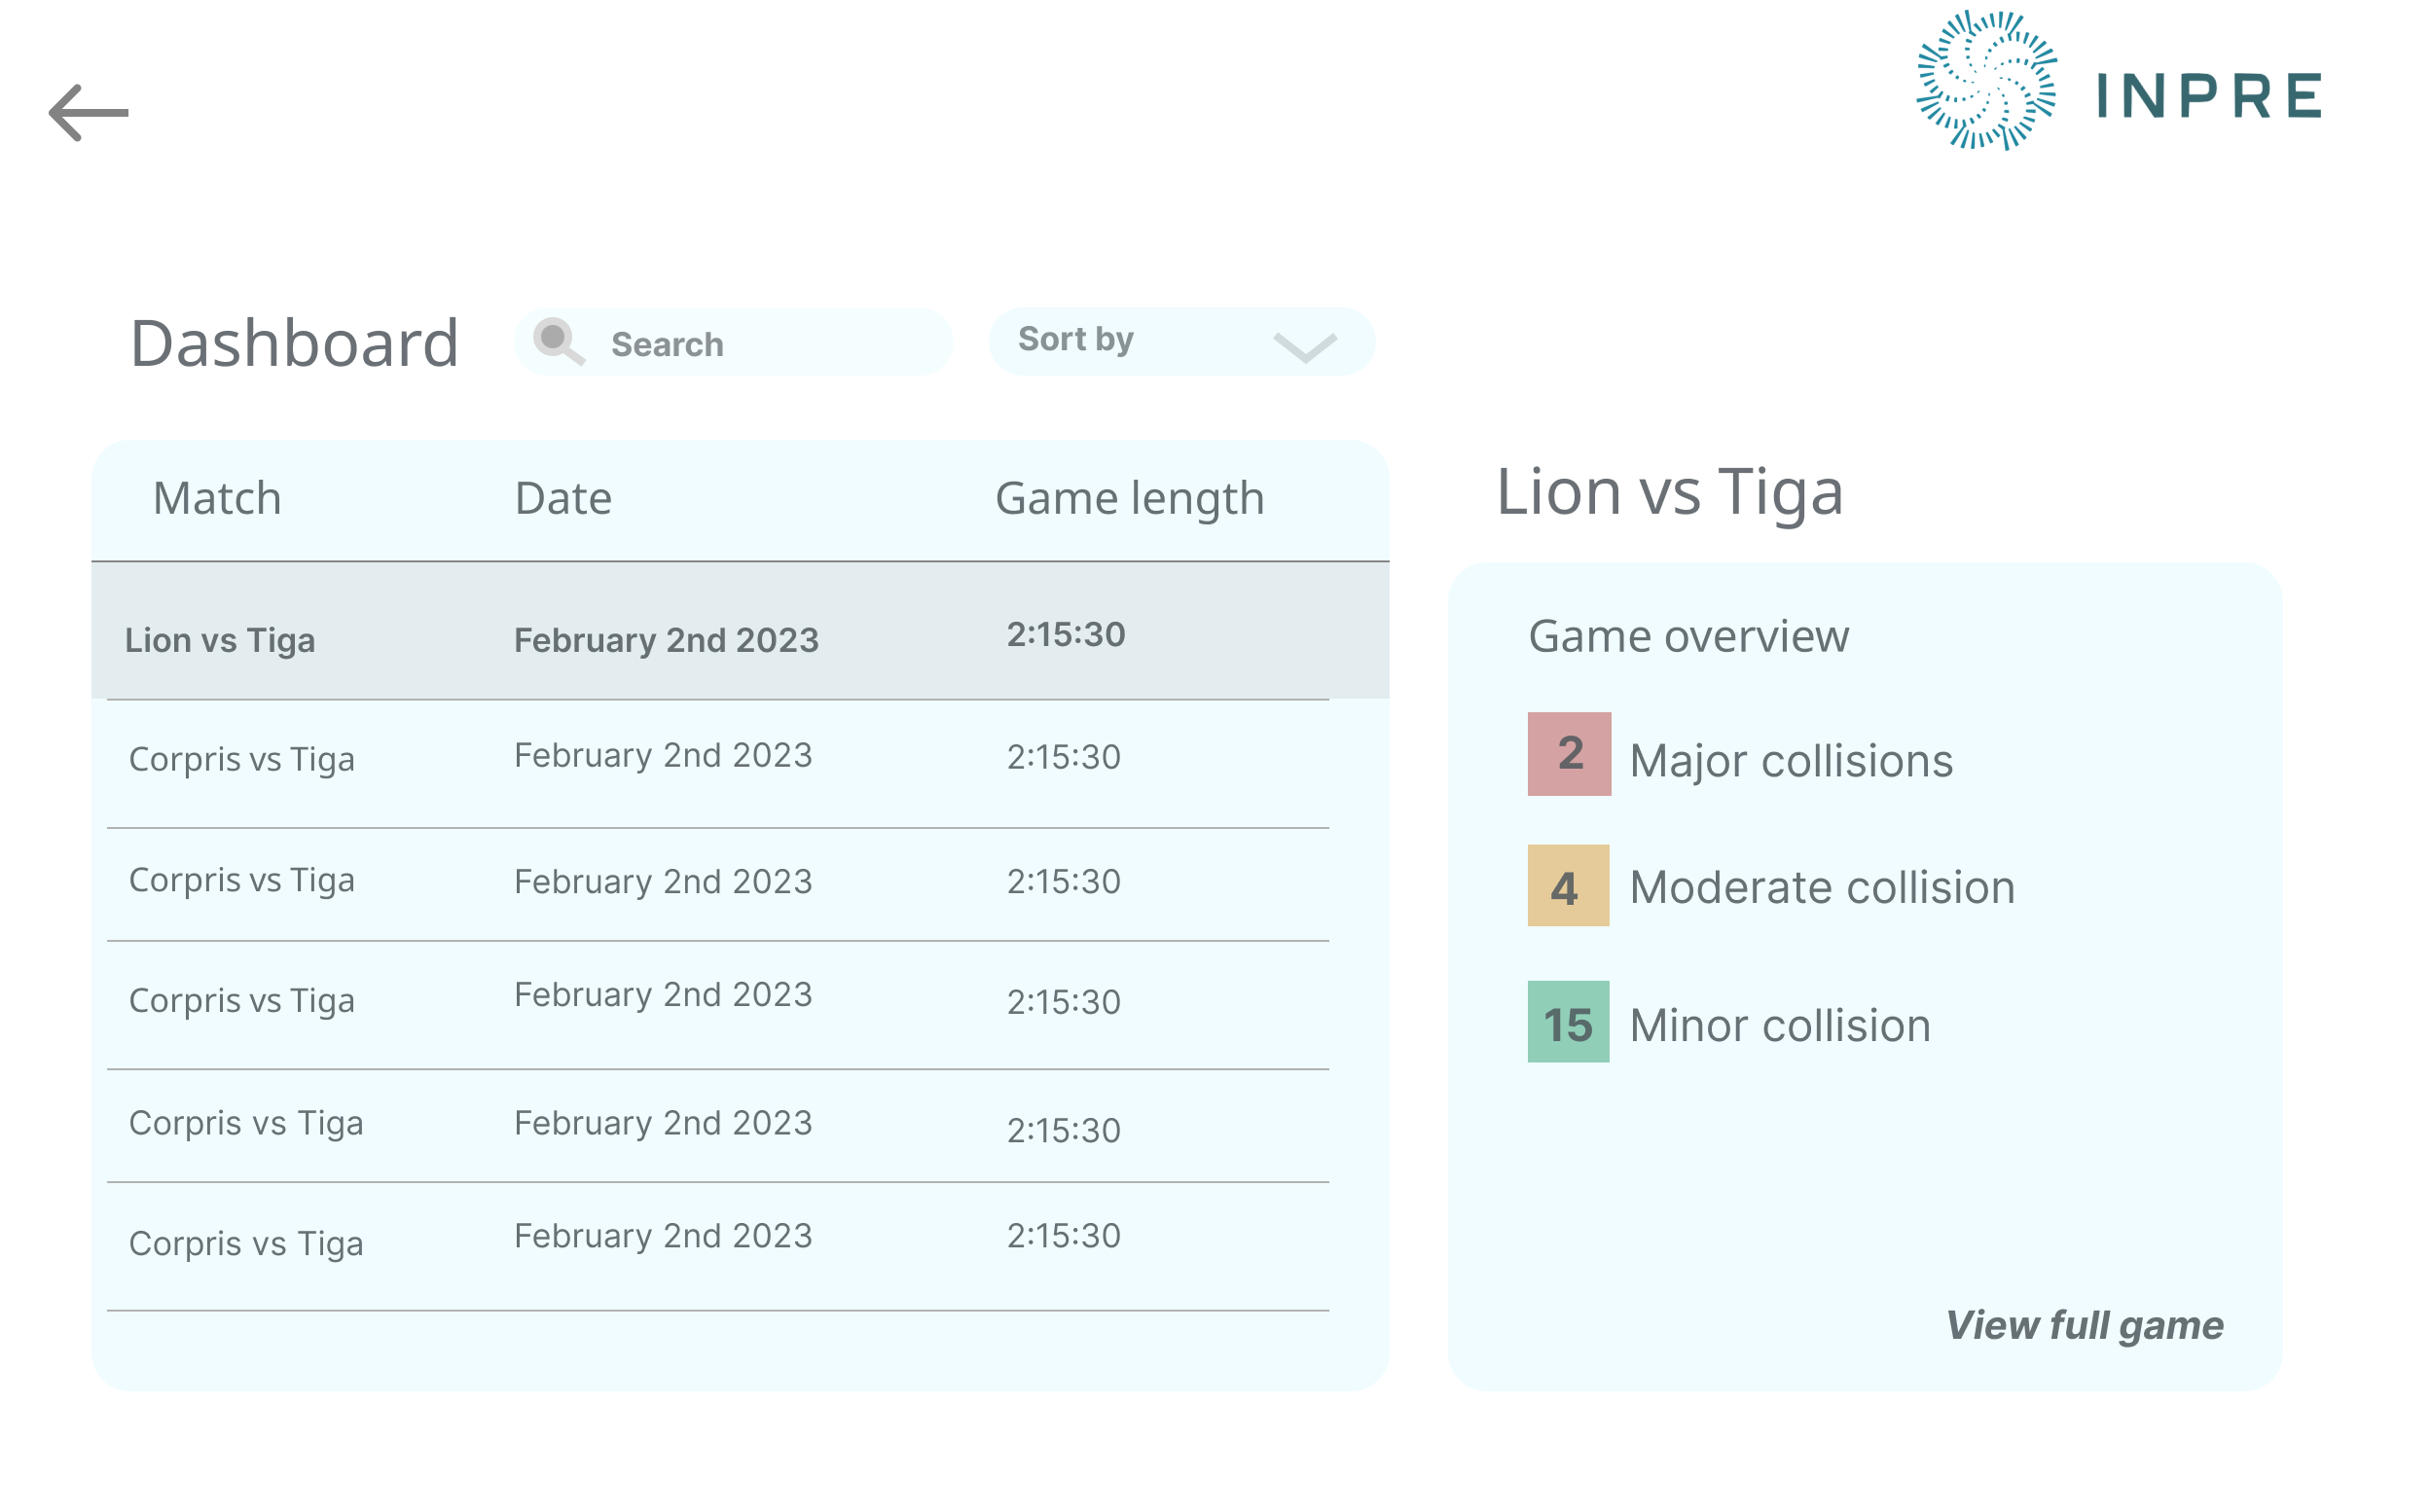 INPRE
Dashboard
Search
Sort by
Match Date Game length
Lion vs Tiga February 2nd 2023 2:15:30
Corpris vs Tiga February 2nd 2023 2:15:30
Corpris vs Tiga February 2nd 2023 2:15:30
Corpris vs Tiga February 2nd 2023 2:15:30
Corpris vs Tiga February 2nd 2023 2:15:30
Corpris vs Tiga February 2nd 2023 2:15:30
Lion vs Tiga
Game overview
2 Major collisions
4 Moderate collision
15 Minor collision
View full game